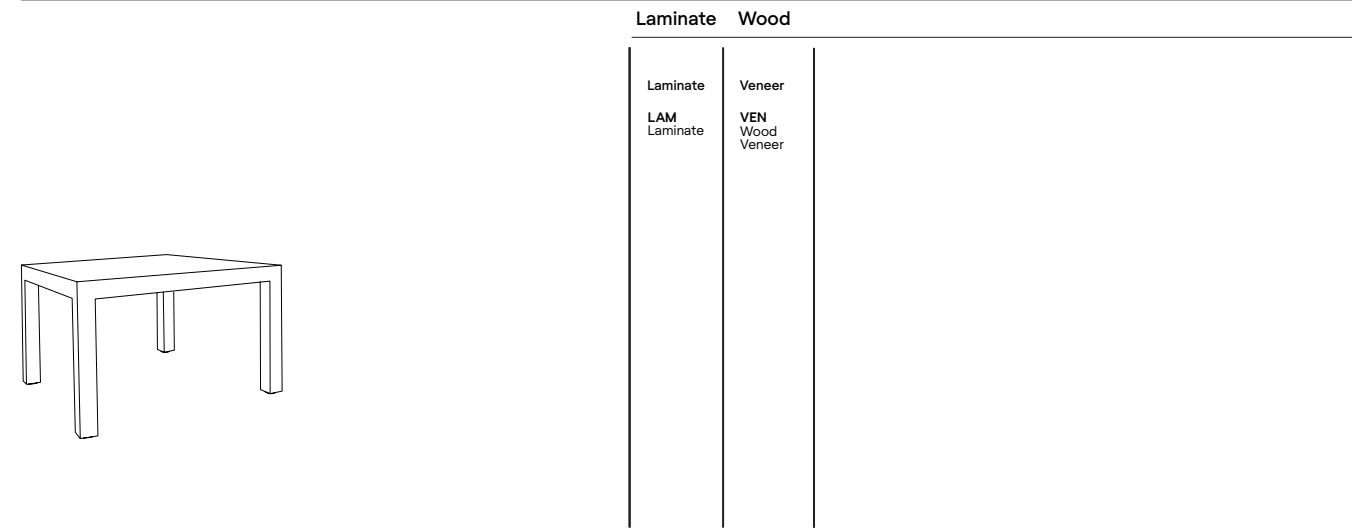 Laminate Wood
Laminate
LAM
Laminate
Veneer
VEN
Wood
Veneer